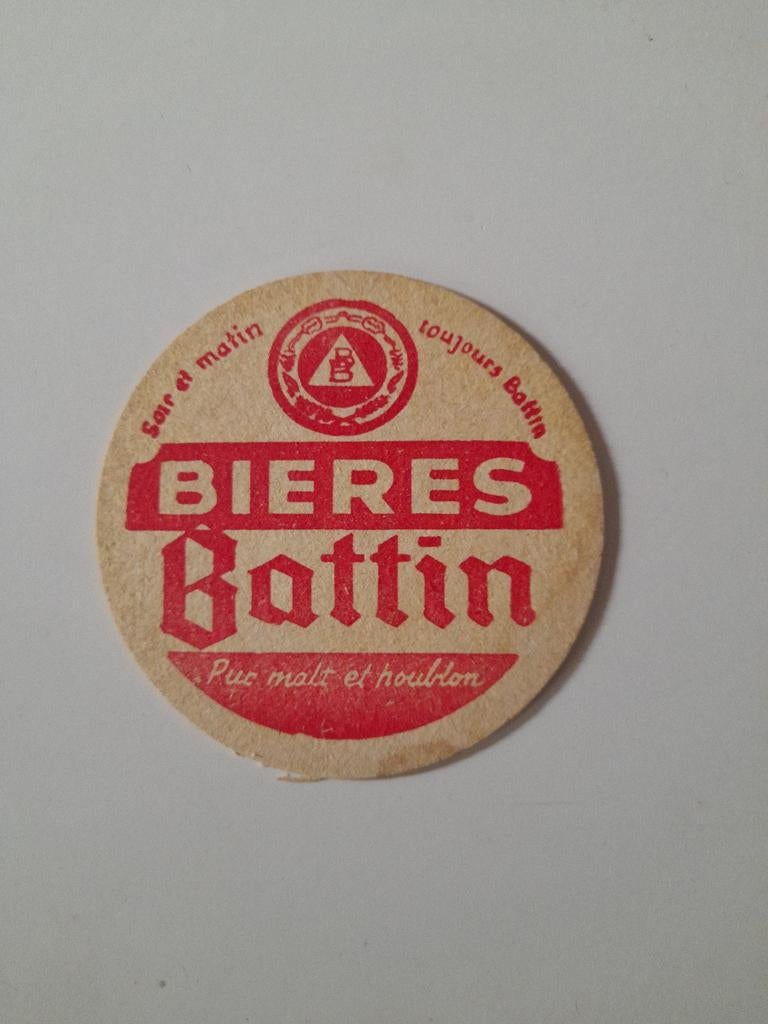 Soir et matin
toujours Battin
B
BIERES
Battin
Pur malt et houblon